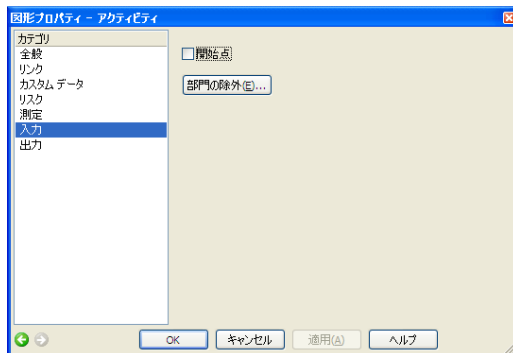 図形プロパティ - アクティビティ
カテゴリ
全般
リンク
カスタム データ
リスク
測定
入力
出力
開始点
部門の除外(E)...
OK
キャンセル
適用(A)
ヘルプ